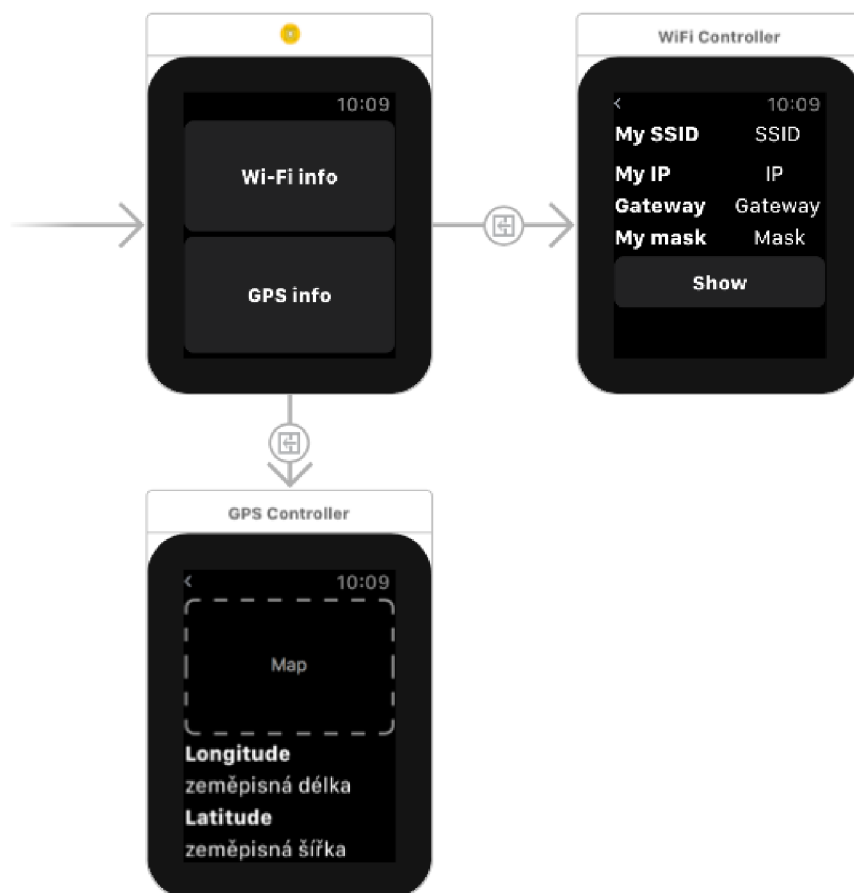 WiFi Controller
10:09
Wi-Fi info
GPS info
10:09
My SSID SSID
My IP IP
Gateway Gateway
My mask Mask
Show
GPS Controller
10:09
Map
Longitude
zeměpisná délka
Latitude
zeměpisná šířka